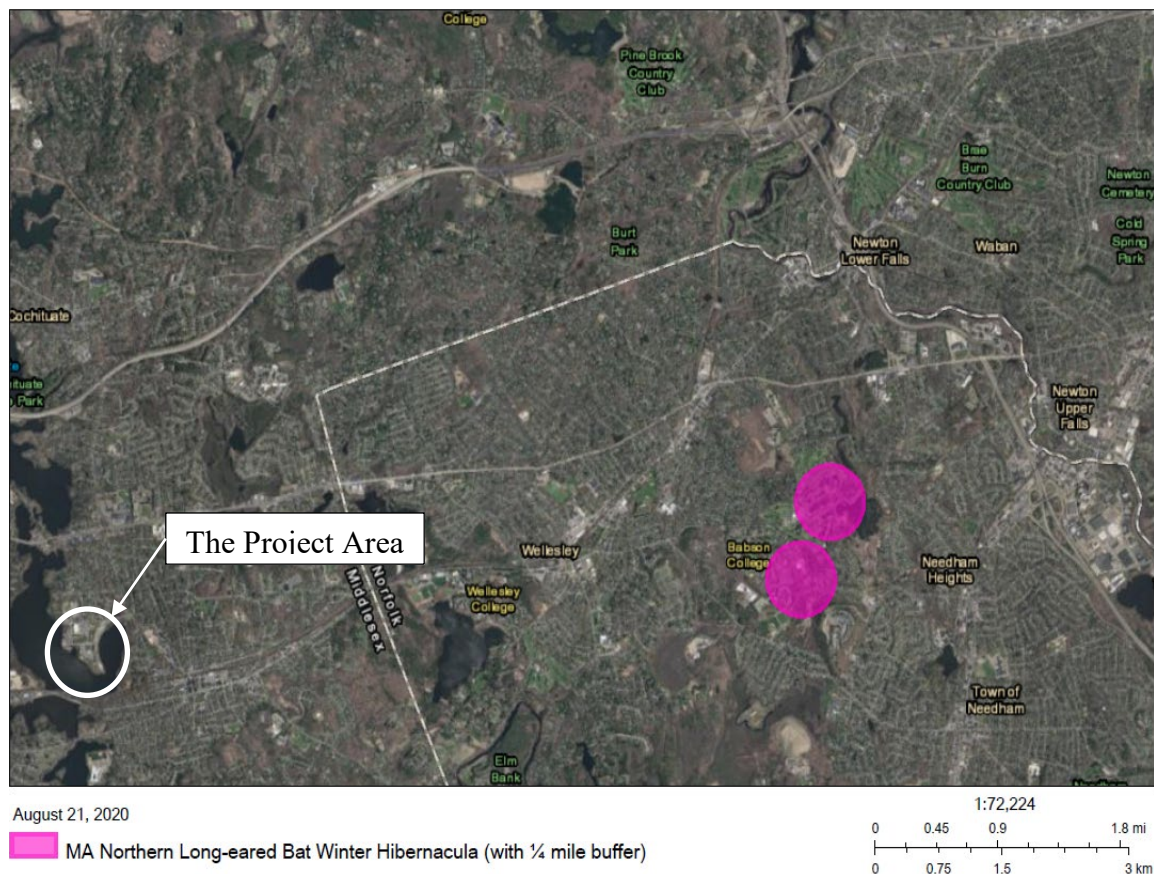 College
Pine Brook
Country
Club
Brae
Burn
Country Club
Newton
Cemetery
Cold
Spring
Park
Burt
Park
Newton
Lower Falls
Waban
Cochituate
ituate
Park
Newton
Upper
Falls
The Project Area
Norfolk
Middlesex
Wellesley
Wellesley
College
Babson
College
Needham
Heights
Town of
Needham
Elm
Bank
August 21, 2020
MA Northern Long-eared Bat Winter Hibernacula (with ¼ mile buffer)
1:72,224
0 0.45 0.9 1.8 mi
0 0.75 1.5 3 km